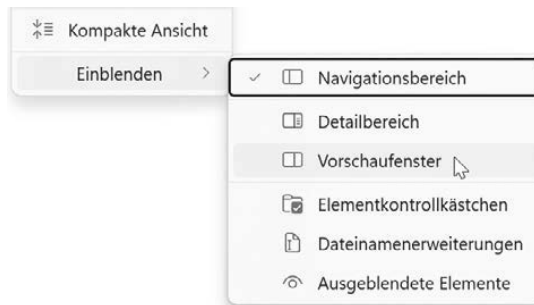 Kompakte Ansicht
Einblenden
Navigationsbereich
Detailbereich
Vorschaufenster
Elementkontrollkästchen
Dateinamenerweiterungen
Ausgeblendete Elemente